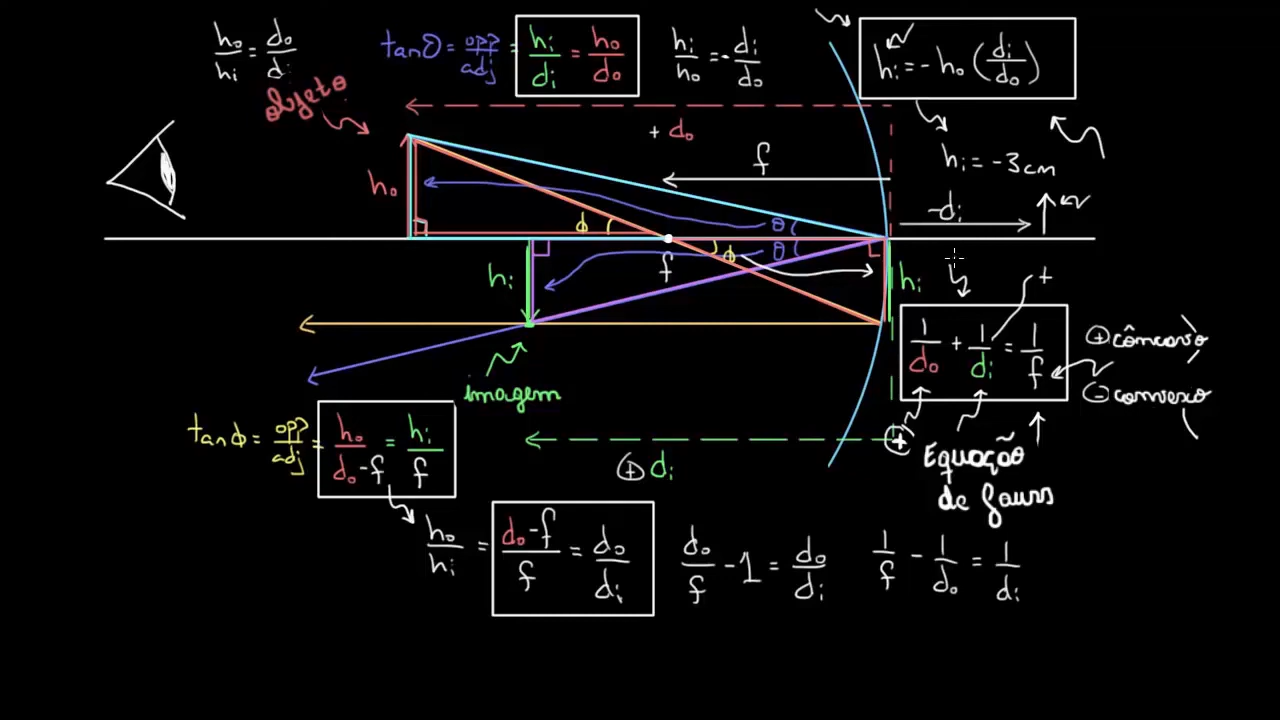 ho/hi = do/di
tanθ = opp/adj = hi/di = ho/do
hi/ho = -di/do
hi = -ho (di/do)
objeto
+ do
f
hi = -3cm
-di
ho
ϕ
θ
f
ϕ
θ
hi
hi
+
1/do + 1/di = 1/f
⊕ côncavo
⊖ convexo
imagem
tanϕ = opp/adj = ho/do-f = hi/f
⊕ di
+
Equação
de Gauss
ho/hi = do-f/f = do/di
do/f - 1 = do/di
1/f - 1/do = 1/di